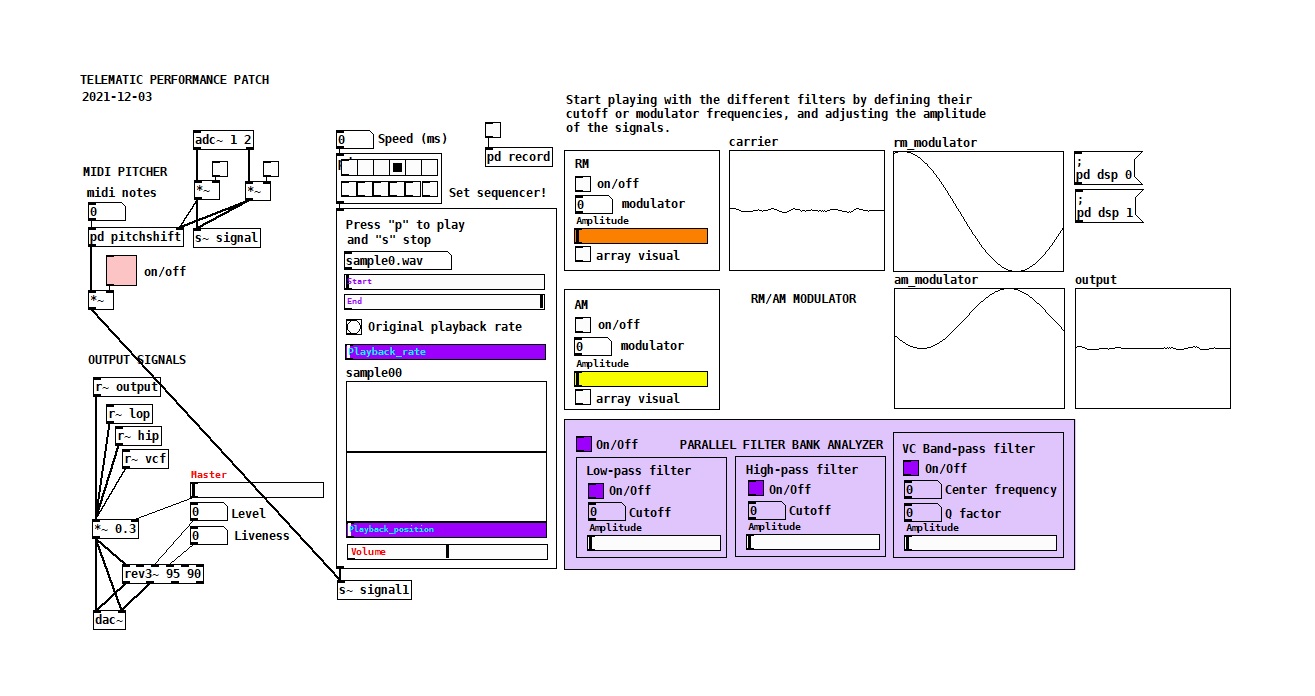 TELEMATIC PERFORMANCE PATCH
2021-12-03
adc~ 1 2
MIDI PITCHER
midi notes
0
*~
*~
pd pitchshift
s~ signal
on/off
*~
OUTPUT SIGNALS
r~ output
r~ lop
r~ hip
r~ vcf
Master
0 Level
0 Liveness
*~ 0.3
rev3~ 95 90
dac~
0 Speed (ms)
pd record
Set sequencer!
Press "p" to play
and "s" stop
sample0.wav
Start
End
Original playback rate
Playback_rate
sample00
Playback_position
Volume
s~ signal1
Start playing with the different filters by defining their
cutoff or modulator frequencies, and adjusting the amplitude
of the signals.
RM
on/off
0 modulator
Amplitude
array visual
carrier
rm_modulator
;
pd dsp 0
;
pd dsp 1
AM
on/off
0 modulator
Amplitude
array visual
RM/AM MODULATOR
am_modulator
output
On/Off
PARALLEL FILTER BANK ANALYZER
Low-pass filter
On/Off
0 Cutoff
Amplitude
High-pass filter
On/Off
0 Cutoff
Amplitude
VC Band-pass filter
On/Off
0 Center frequency
0 Q factor
Amplitude